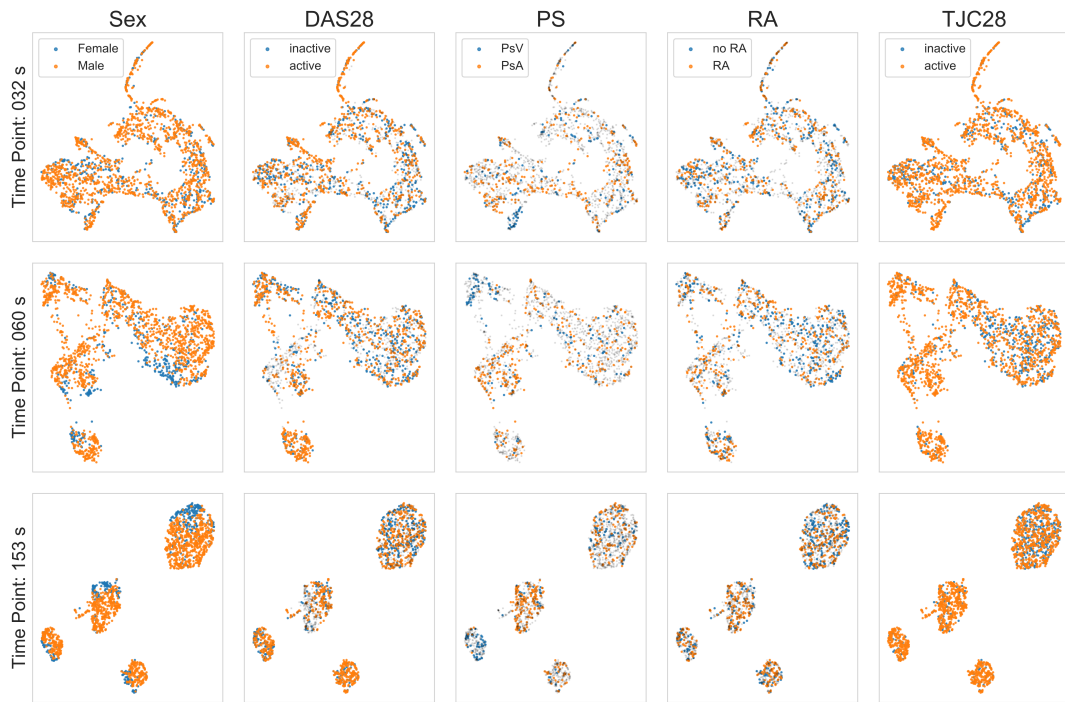 Sex DAS28 PS RA TJC28
Female inactive PsV no RA inactive
Male active PsA RA active
Time Point: 032 s
Time Point: 060 s
Time Point: 153 s